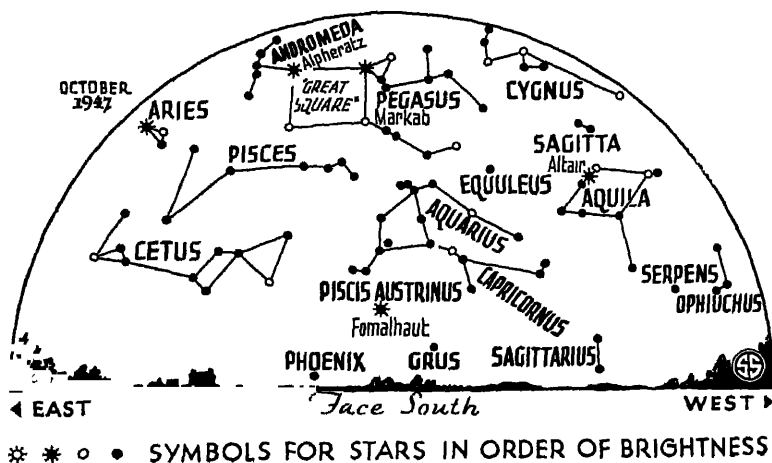 ANDROMEDA
Alpheratz
OCTOBER
1947
ARIES
"GREAT
SQUARE"
PEGASUS
Markab
CYGNUS
PISCES
SAGITTA
Altair
EQUULEUS
AQUILA
AQUARIUS
CETUS
SERPENS
OPHIUCHUS
PISCIS AUSTRINUS
CAPRICORNUS
Fomalhaut
PHOENIX
GRUS
SAGITTARIUS
SS
EAST
Face South
WEST
SYMBOLS FOR STARS IN ORDER OF BRIGHTNESS